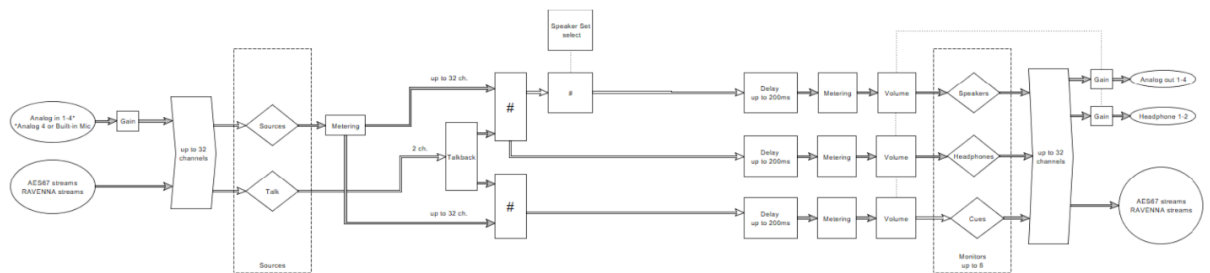 Speaker Set
select
up to 32 ch.
#
#
Delay
up to 200ms
Metering
Volume
Speakers
Gain
Analog out 1-4
Analog in 1-4*
*Analog 4 or Built-in Mic
Gain
up to 32
channels
Sources
Metering
Gain
Headphone 1-2
2 ch.
Talkback
Delay
up to 200ms
Metering
Volume
Headphones
up to 32
channels
AES67 streams
RAVENNA streams
Talk
up to 32 ch.
#
Delay
up to 200ms
Metering
Volume
Cues
AES67 streams
RAVENNA streams
Sources
Monitors
up to 6